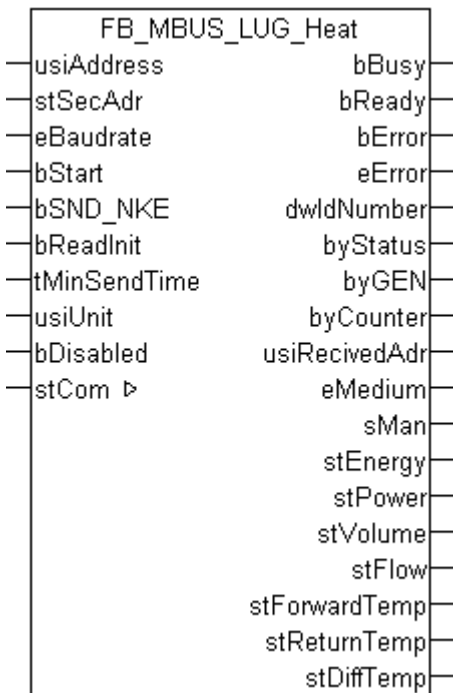 FB_MBUS_LUG_Heat
usiAddress bBusy
stSecAdr bReady
eBaudrate bError
bStart eError
bSND_NKE dwIdNumber
bReadInit byStatus
tMinSendTime byGEN
usiUnit byCounter
bDisabled usiRecivedAdr
stCom eMedium
sMan
stEnergy
stPower
stVolume
stFlow
stForwardTemp
stReturnTemp
stDiffTemp